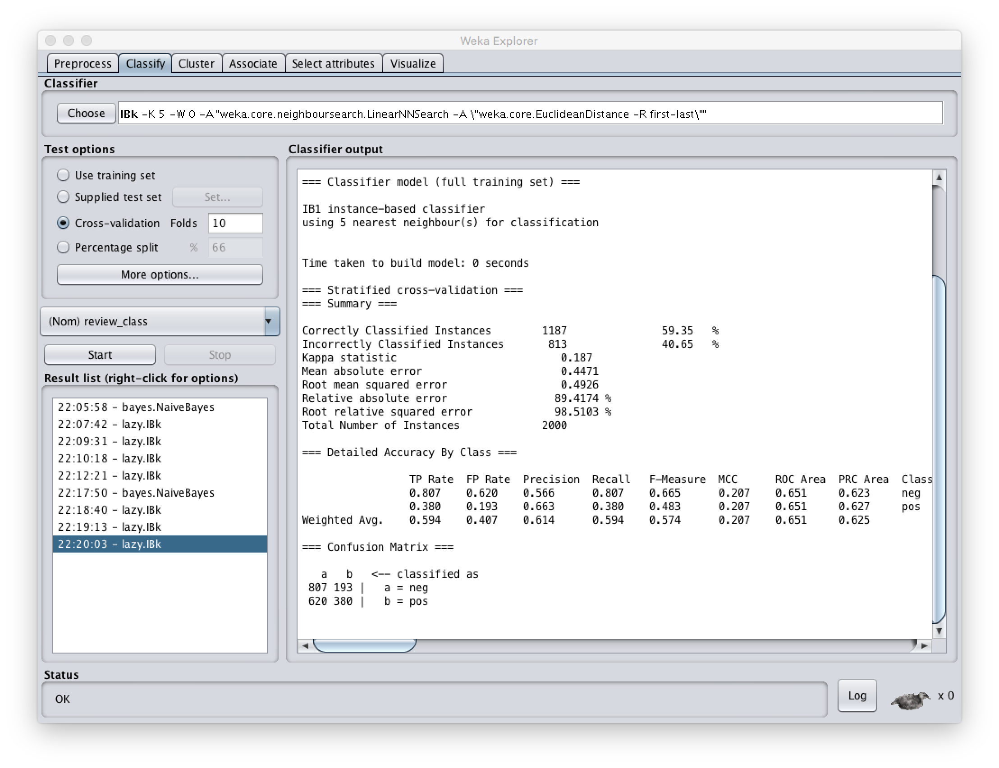 Weka Explorer
Preprocess Classify Cluster Associate Select attributes Visualize
Classifier
Choose IBk -K 5 -W 0 -A "weka.core.neighboursearch.LinearNNSearch -A \"weka.core.EuclideanDistance -R first-last\""
Test options
Use training set
Supplied test set Set...
Cross-validation Folds 10
Percentage split % 66
More options...
(Nom) review_class
Start Stop
Result list (right-click for options)
22:05:58 - bayes.NaiveBayes
22:07:42 - lazy.IBk
22:09:31 - lazy.IBk
22:10:18 - lazy.IBk
22:12:21 - lazy.IBk
22:17:50 - bayes.NaiveBayes
22:18:40 - lazy.IBk
22:19:13 - lazy.IBk
22:20:03 - lazy.IBk
Classifier output
=== Classifier model (full training set) ===
IB1 instance-based classifier
using 5 nearest neighbour(s) for classification
Time taken to build model: 0 seconds
=== Stratified cross-validation ===
=== Summary ===
Correctly Classified Instances 1187 59.35 %
Incorrectly Classified Instances 813 40.65 %
Kappa statistic 0.187
Mean absolute error 0.4471
Root mean squared error 0.4926
Relative absolute error 89.4174 %
Root relative squared error 98.5103 %
Total Number of Instances 2000
=== Detailed Accuracy By Class ===
TP Rate FP Rate Precision Recall F-Measure MCC ROC Area PRC Area Class
0.807 0.620 0.566 0.807 0.665 0.207 0.651 0.623 neg
0.380 0.193 0.663 0.380 0.483 0.207 0.651 0.627 pos
Weighted Avg. 0.594 0.407 0.614 0.594 0.574 0.207 0.651 0.625
=== Confusion Matrix ===
a b <-- classified as
807 193 | a = neg
620 380 | b = pos
Status
OK
Log
x 0